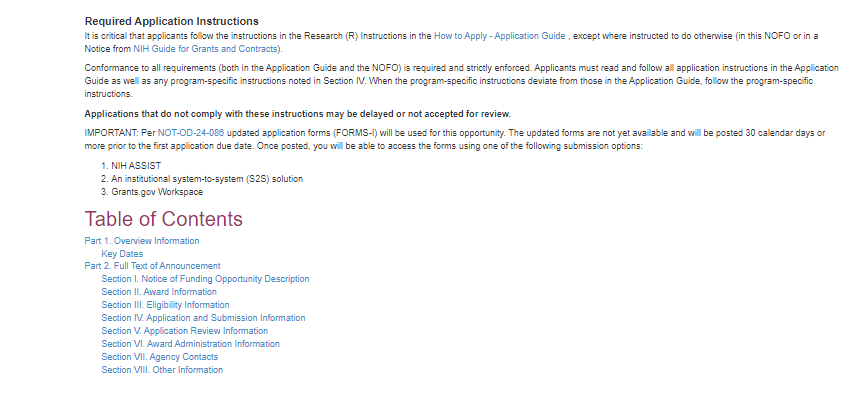 Required Application Instructions
It is critical that applicants follow the instructions in the Research (R) Instructions in the How to Apply - Application Guide , except where instructed to do otherwise (in this NOFO or in a
Notice from NIH Guide for Grants and Contracts).
Conformance to all requirements (both in the Application Guide and the NOFO) is required and strictly enforced. Applicants must read and follow all application instructions in the Application
Guide as well as any program-specific instructions noted in Section IV. When the program-specific instructions deviate from those in the Application Guide, follow the program-specific
instructions.
Applications that do not comply with these instructions may be delayed or not accepted for review.
IMPORTANT: Per NOT-OD-24-086 updated application forms (FORMS-I) will be used for this opportunity. The updated forms are not yet available and will be posted 30 calendar days or
more prior to the first application due date. Once posted, you will be able to access the forms using one of the following submission options:
1. NIH ASSIST
2. An institutional system-to-system (S2S) solution
3. Grants.gov Workspace
Table of Contents
Part 1. Overview Information
Key Dates
Part 2. Full Text of Announcement
Section I. Notice of Funding Opportunity Description
Section II. Award Information
Section III. Eligibility Information
Section IV. Application and Submission Information
Section V. Application Review Information
Section VI. Award Administration Information
Section VII. Agency Contacts
Section VIII. Other Information